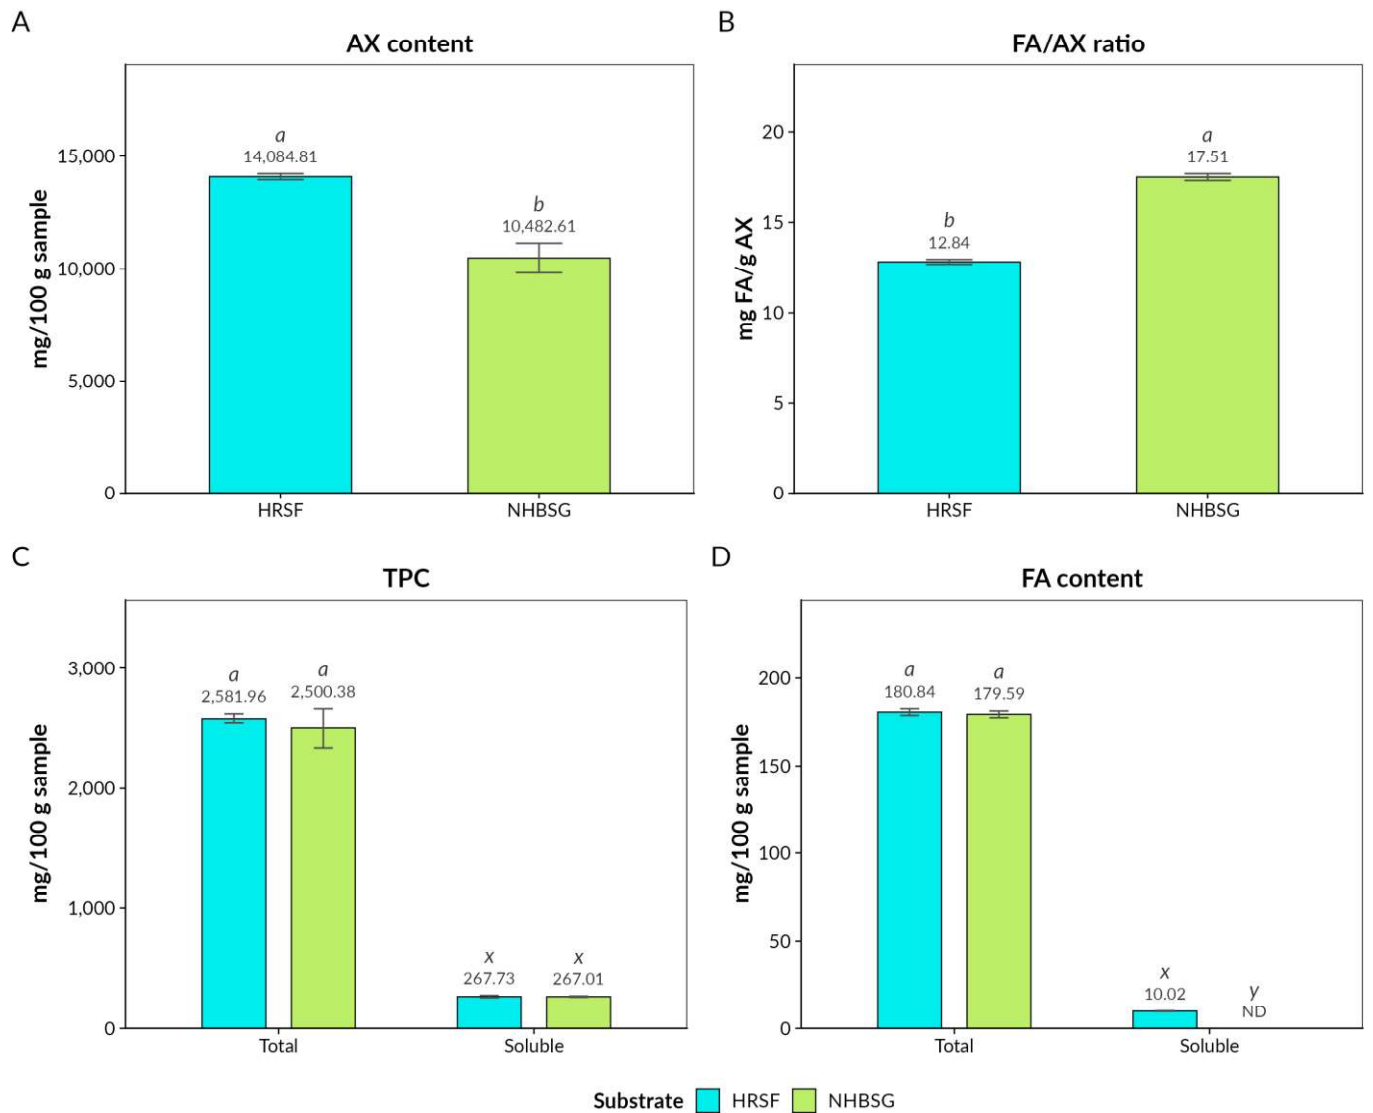 A
AX content
mg/100 g sample
15,000
10,000
5,000
0
a
14,084.81
b
10,482.61
HRSF
NHBSG
B
FA/AX ratio
mg FA/g AX
20
15
10
5
0
b
12.84
a
17.51
HRSF
NHBSG
C
TPC
mg/100 g sample
3,000
2,000
1,000
0
a
2,581.96
a
2,500.38
x
267.73
x
267.01
Total
Soluble
D
FA content
mg/100 g sample
200
150
100
50
0
a
180.84
a
179.59
x
10.02
y
ND
Total
Soluble
Substrate HRSF NHBSG